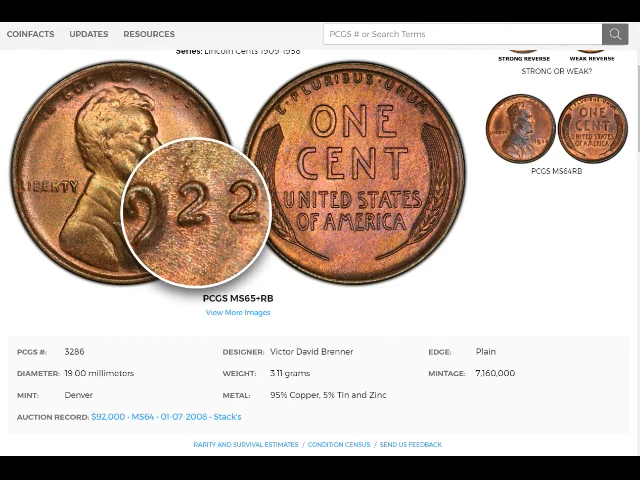 COINFACTS UPDATES RESOURCES
PCGS # or Search Terms
Series: Lincoln Cents 1909-1958
STRONG REVERSE WEAK REVERSE
STRONG OR WEAK?
LIBERTY
922
E·PLURIBUS·UNUM
ONE
CENT
UNITED STATES
OF AMERICA
ONE
CENT
UNITED STATES
OF AMERICA
PCGS MS64RB
PCGS MS65+RB
View More Images
PCGS #: 3286 DESIGNER: Victor David Brenner EDGE: Plain
DIAMETER: 19.00 millimeters WEIGHT: 3.11 grams MINTAGE: 7,160,000
MINT: Denver METAL: 95% Copper, 5% Tin and Zinc
AUCTION RECORD: $92,000 • MS64 • 01-07-2008 • Stack's
RARITY AND SURVIVAL ESTIMATES / CONDITION CENSUS / SEND US FEEDBACK